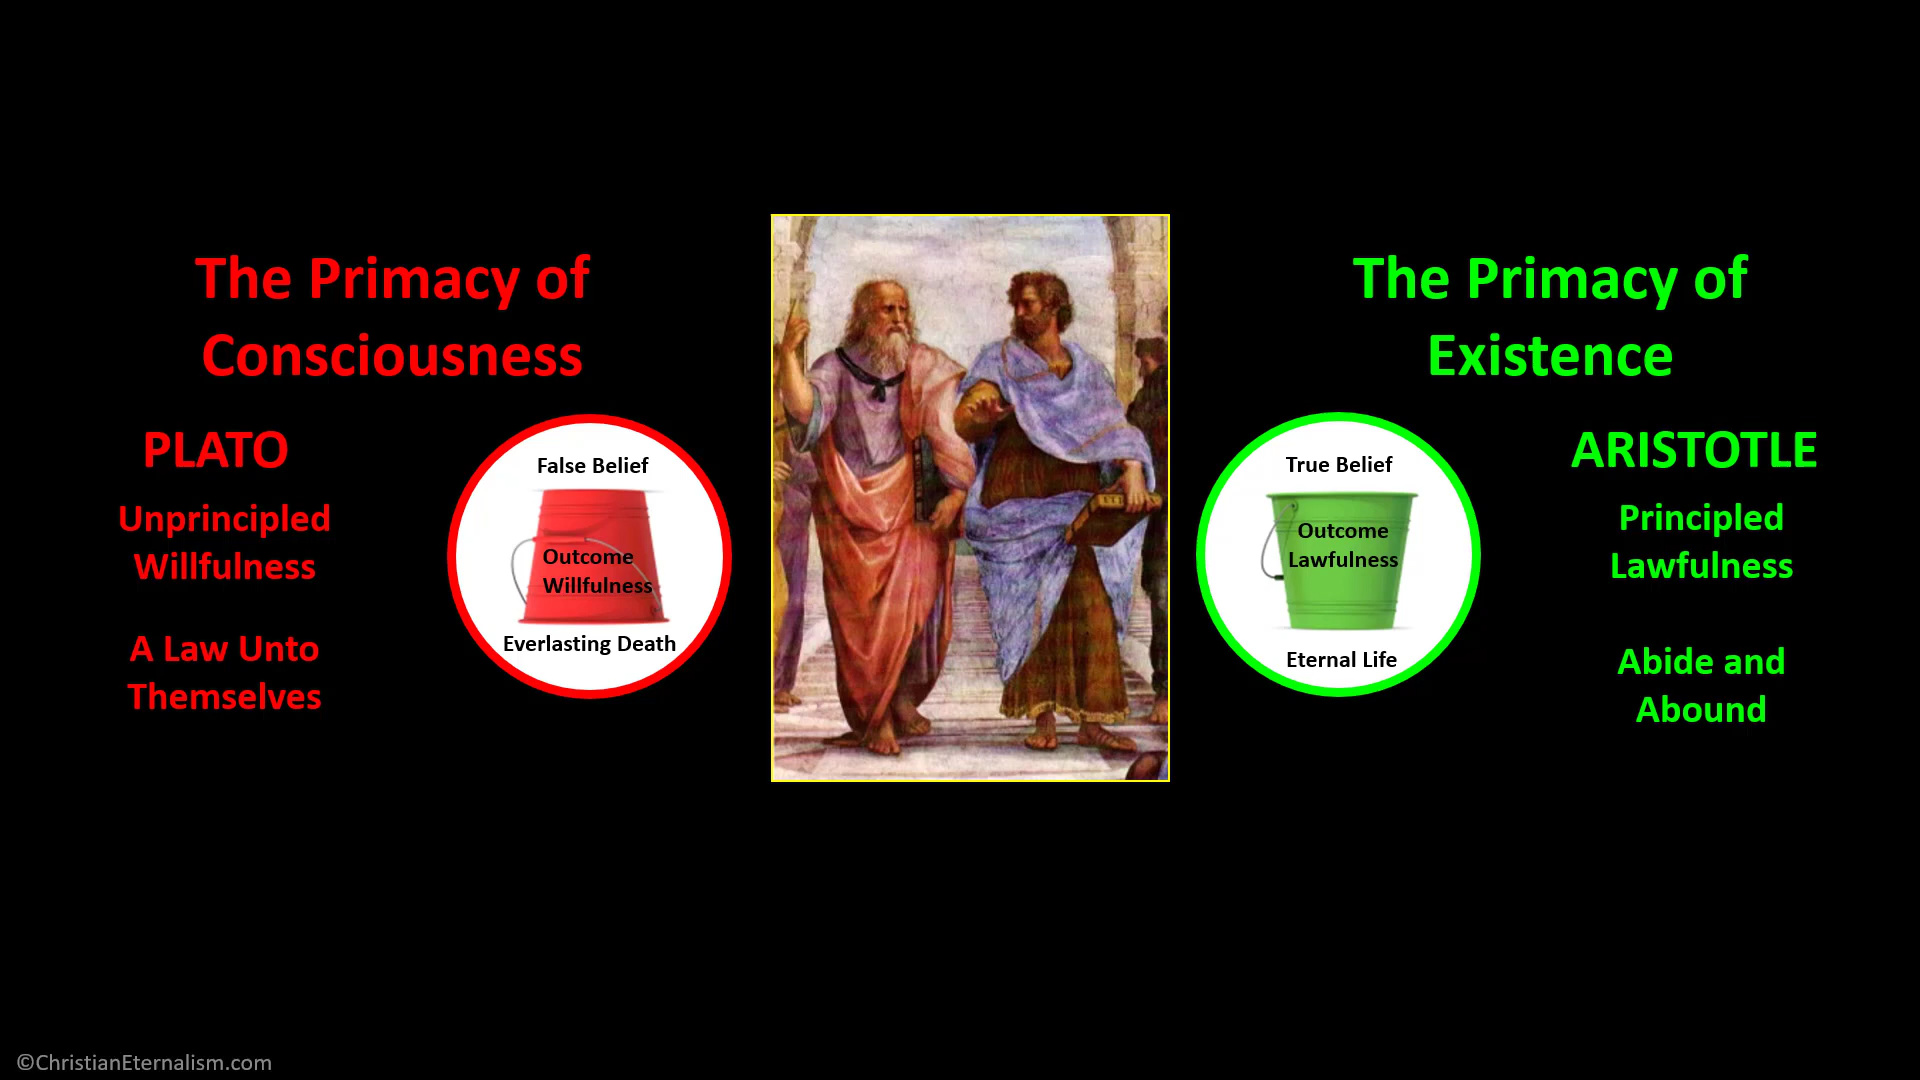 The Primacy of
Consciousness
PLATO
Unprincipled
Willfulness
A Law Unto
Themselves
False Belief
Outcome
Willfulness
Everlasting Death
The Primacy of
Existence
True Belief
Outcome
Lawfulness
Eternal Life
ARISTOTLE
Principled
Lawfulness
Abide and
Abound
©ChristianEternalism.com